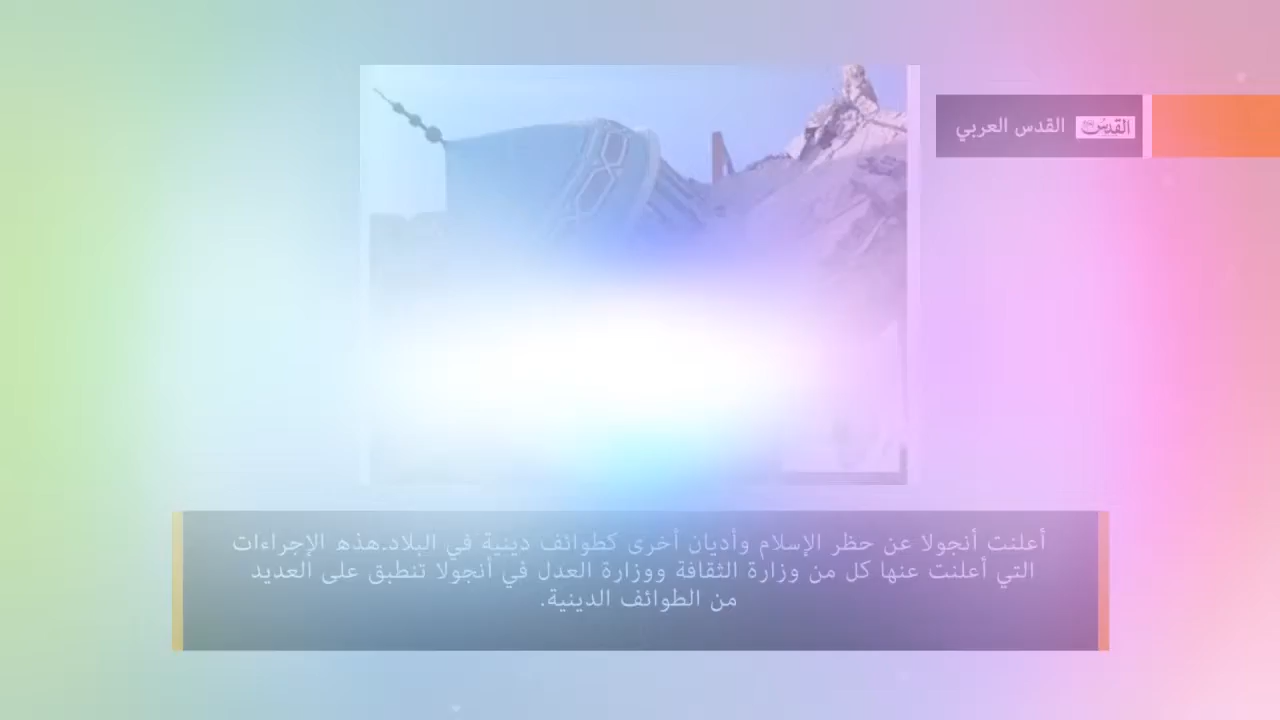 القدس العربي
القدس
أعلنت أنجولا عن حظر الإسلام وأديان أخرى كطوائف دينية في البلاد.هذه الإجراءات
التي أعلنت عنها كل من وزارة الثقافة ووزارة العدل في أنجولا تنطبق على العديد
من الطوائف الدينية.